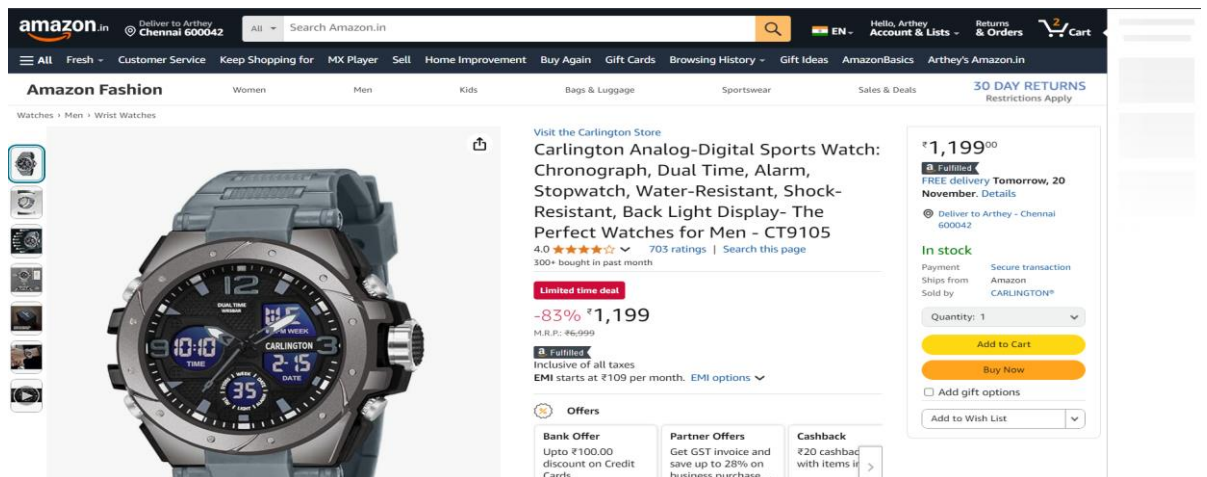 amazon.in
Deliver to Arthey
Chennai 600042
All
Search Amazon.in
EN
Hello, Arthey
Account & Lists
Returns
& Orders
2
Cart
All
Fresh
Customer Service
Keep Shopping for
MX Player
Sell
Home Improvement
Buy Again
Gift Cards
Browsing History
Gift Ideas
AmazonBasics
Arthey's Amazon.in
Amazon Fashion
Women
Men
Kids
Bags & Luggage
Sportswear
Sales & Deals
30 DAY RETURNS
Restrictions Apply
Watches › Men › Wrist Watches
12
DUAL TIME
WEEK
CARLINGTON
9
10:10
TIME
3
2-15
DATE
35
Visit the Carlington Store
Carlington Analog-Digital Sports Watch:
Chronograph, Dual Time, Alarm,
Stopwatch, Water-Resistant, Shock-
Resistant, Back Light Display- The
Perfect Watches for Men - CT9105
4.0
703 ratings | Search this page
300+ bought in past month
Limited time deal
-83% ₹1,199
M.R.P.: ₹6,999
a Fulfilled
Inclusive of all taxes
EMI starts at ₹109 per month. EMI options
Offers
Bank Offer
Upto ₹100.00
discount on Credit
Cards
Partner Offers
Get GST invoice and
save up to 28% on
business purchase
Cashback
₹20 cashbac
with items in
₹1,19900
a Fulfilled
FREE delivery Tomorrow, 20
November. Details
Deliver to Arthey - Chennai
600042
In stock
Payment Secure transaction
Ships from Amazon
Sold by CARLINGTON®
Quantity: 1
Add to Cart
Buy Now
Add gift options
Add to Wish List